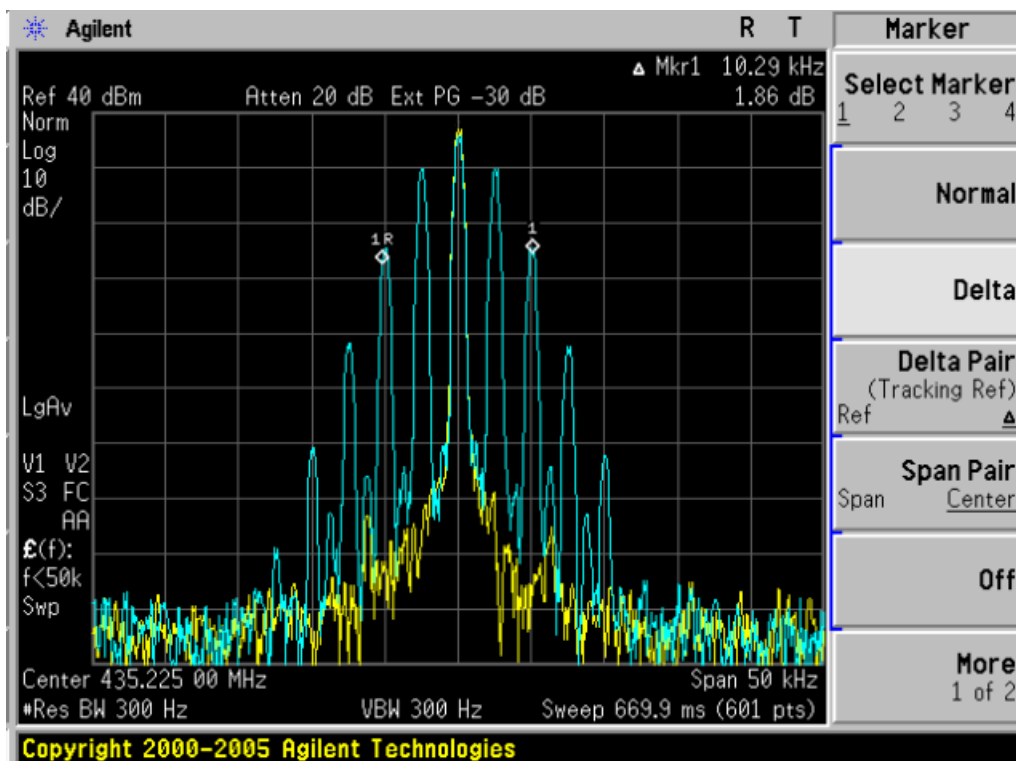 Agilent R T
Marker
Δ Mkr1 10.29 kHz
Ref 40 dBm Atten 20 dB Ext PG -30 dB 1.86 dB
Norm
Log
10
dB/
1R
1
LgAv
V1 V2
S3 FC
AA
£(f):
f<50k
Swp
Center 435.225 00 MHz Span 50 kHz
#Res BW 300 Hz VBW 300 Hz Sweep 669.9 ms (601 pts)
Select Marker
1 2 3 4
Normal
Delta
Delta Pair
(Tracking Ref)
Ref Δ
Span Pair
Span Center
Off
More
1 of 2
Copyright 2000-2005 Agilent Technologies